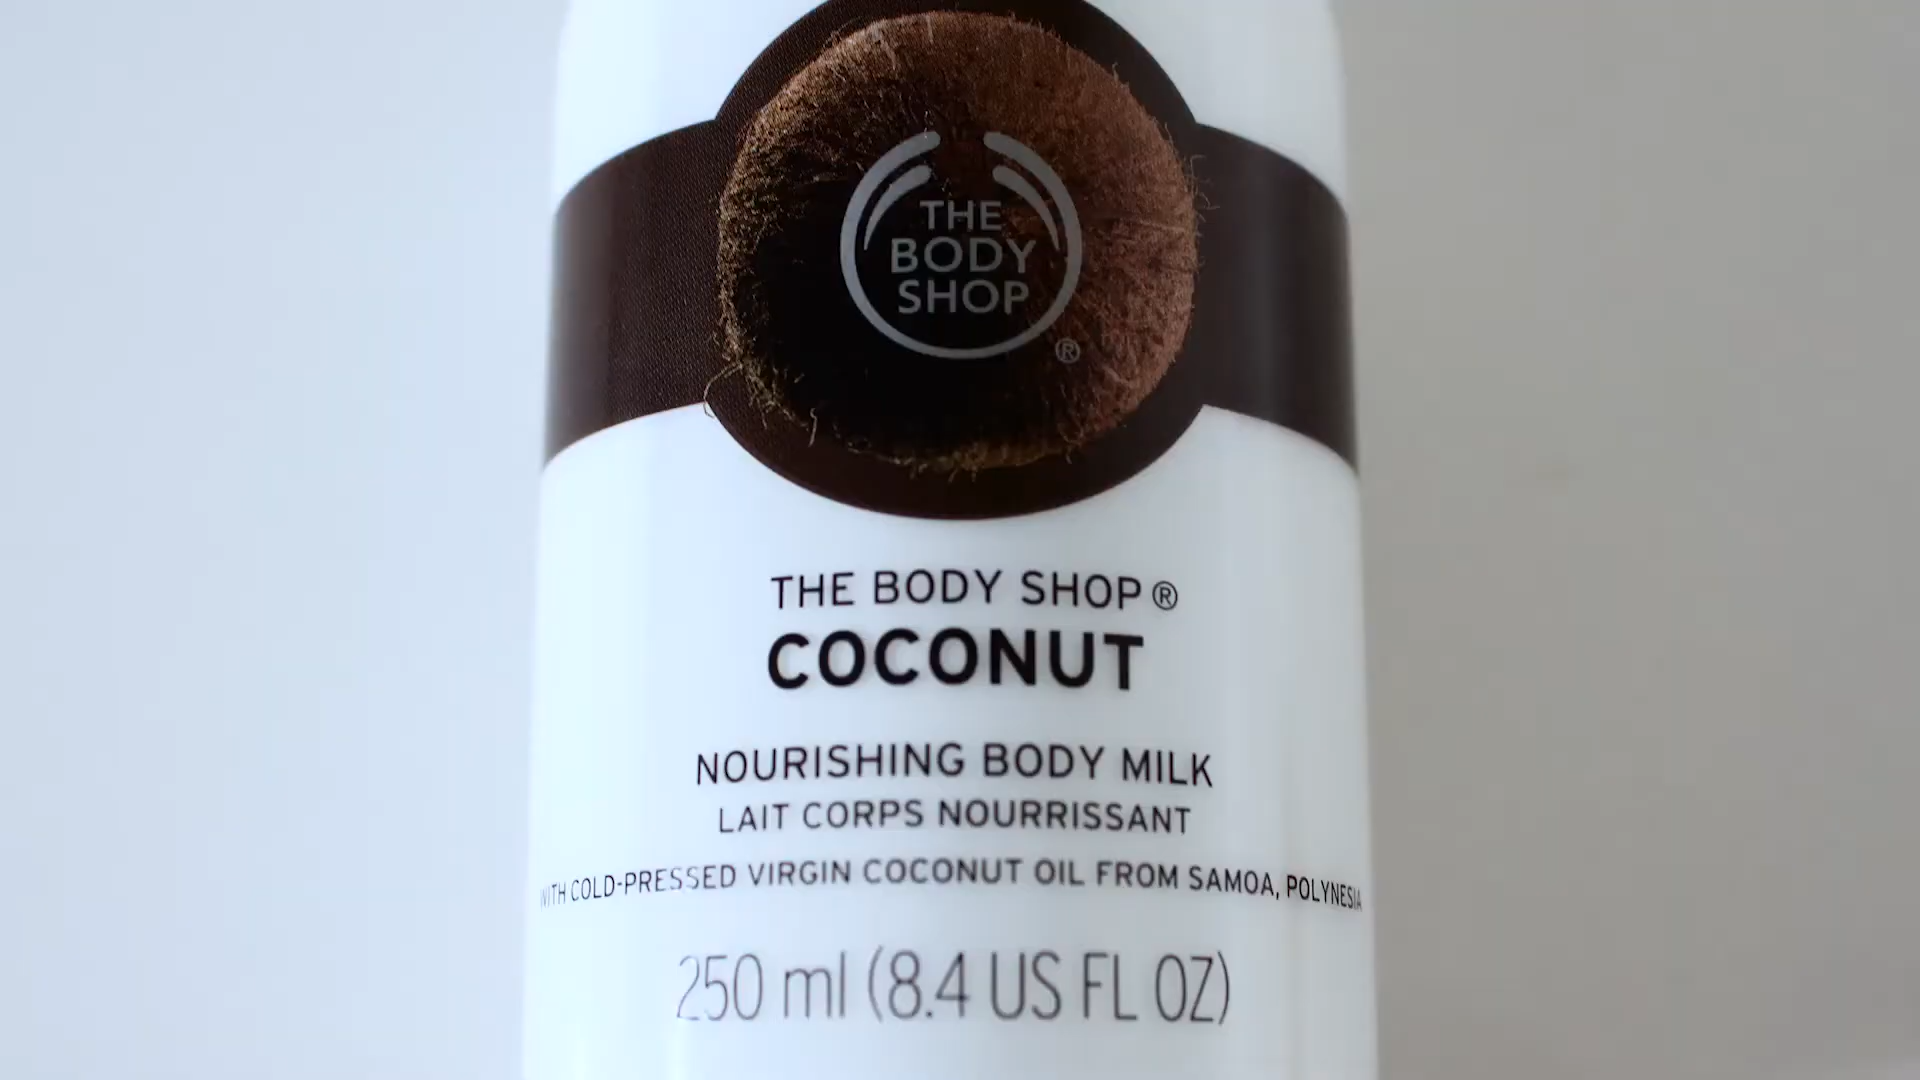 THE
BODY
SHOP
®
THE BODY SHOP ®
COCONUT
NOURISHING BODY MILK
LAIT CORPS NOURRISSANT
WITH COLD-PRESSED VIRGIN COCONUT OIL FROM SAMOA, POLYNESIA
250 ml (8.4 US FL OZ)